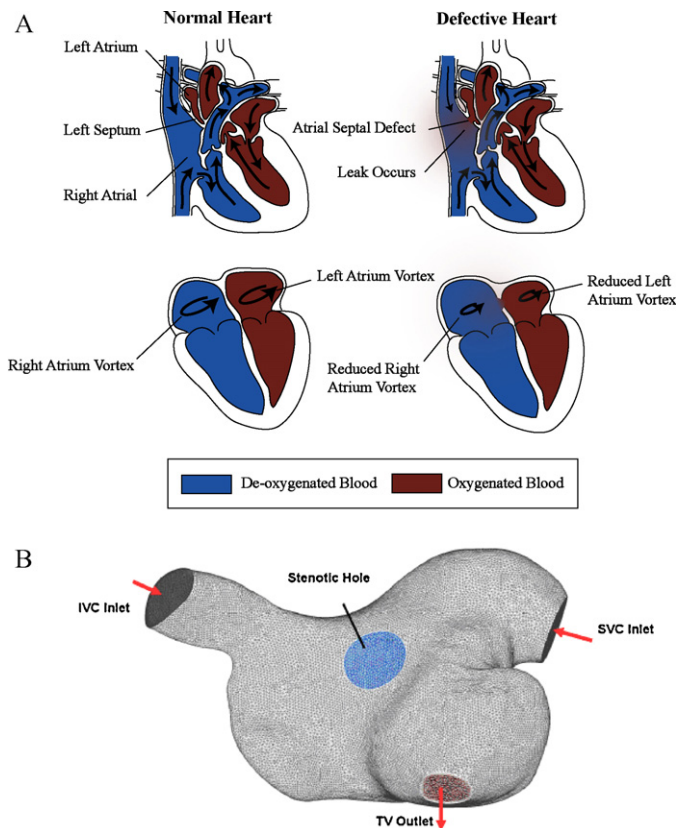 A
Normal Heart
Defective Heart
Left Atrium
Left Septum
Right Atrial
Atrial Septal Defect
Leak Occurs
Left Atrium Vortex
Right Atrium Vortex
Reduced Left
Atrium Vortex
Reduced Right
Atrium Vortex
De-oxygenated Blood
Oxygenated Blood
B
Stenotic Hole
IVC Inlet
SVC Inlet
TV Outlet